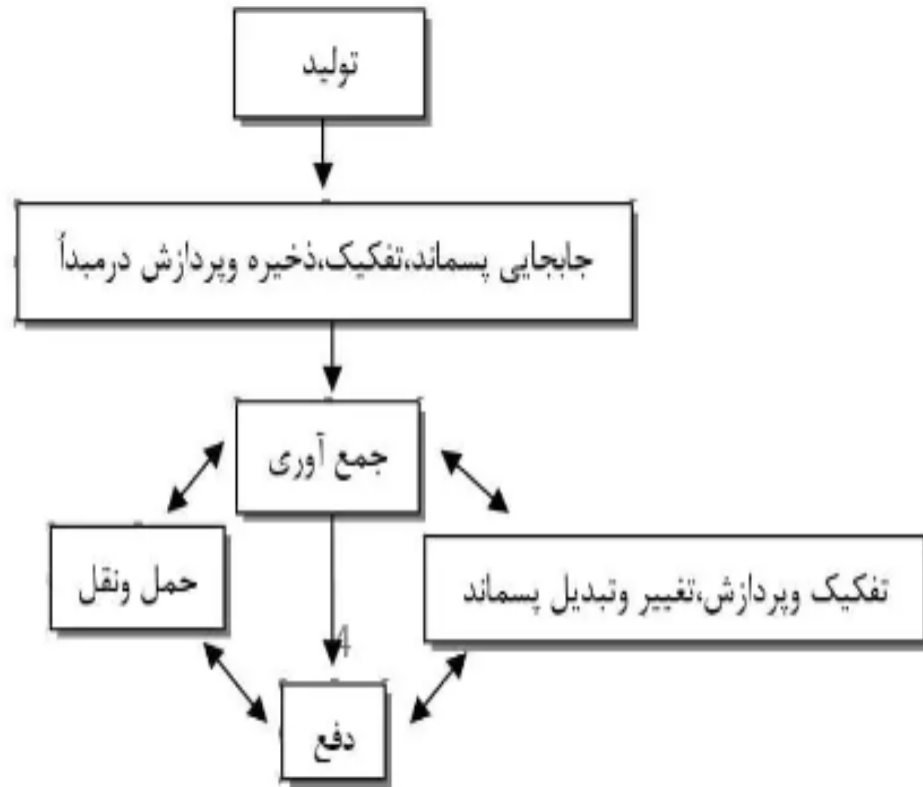 تولید
جابجایی پسماند،تفکیک،ذخیره وپردازش درمبدأ
جمع آوری
حمل ونقل
تفکیک وپردازش،تغییر وتبدیل پسماند
4
دفع